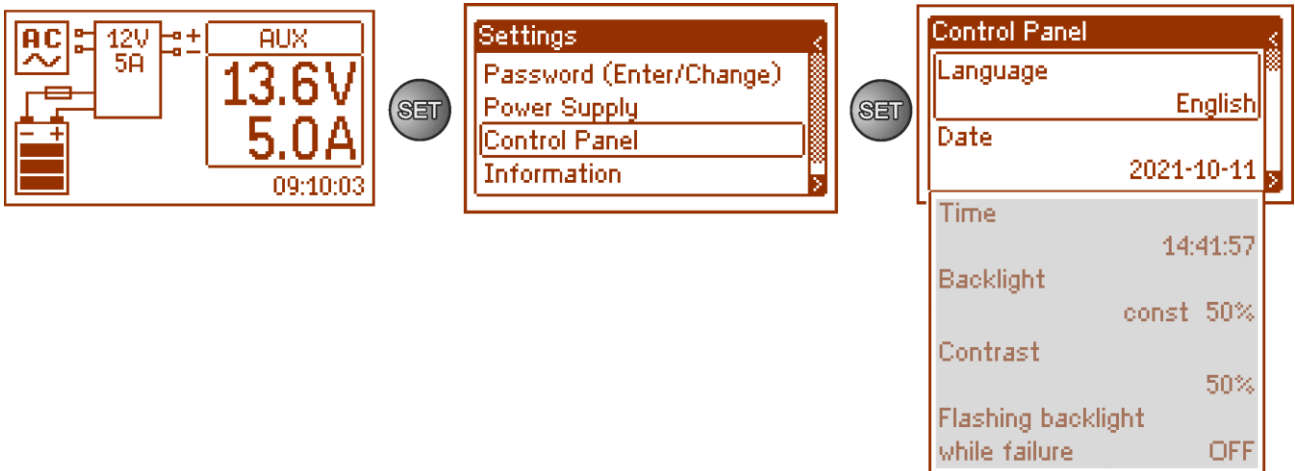 AC
12V
5A
+
-
AUX
13.6V
5.0A
- +
09:10:03
SET
Settings
<
Password (Enter/Change)
Power Supply
Control Panel
Information
>
SET
Control Panel
<
Language
English
Date
2021-10-11
>
Time
14:41:57
Backlight
const 50%
Contrast
50%
Flashing backlight
while failure OFF